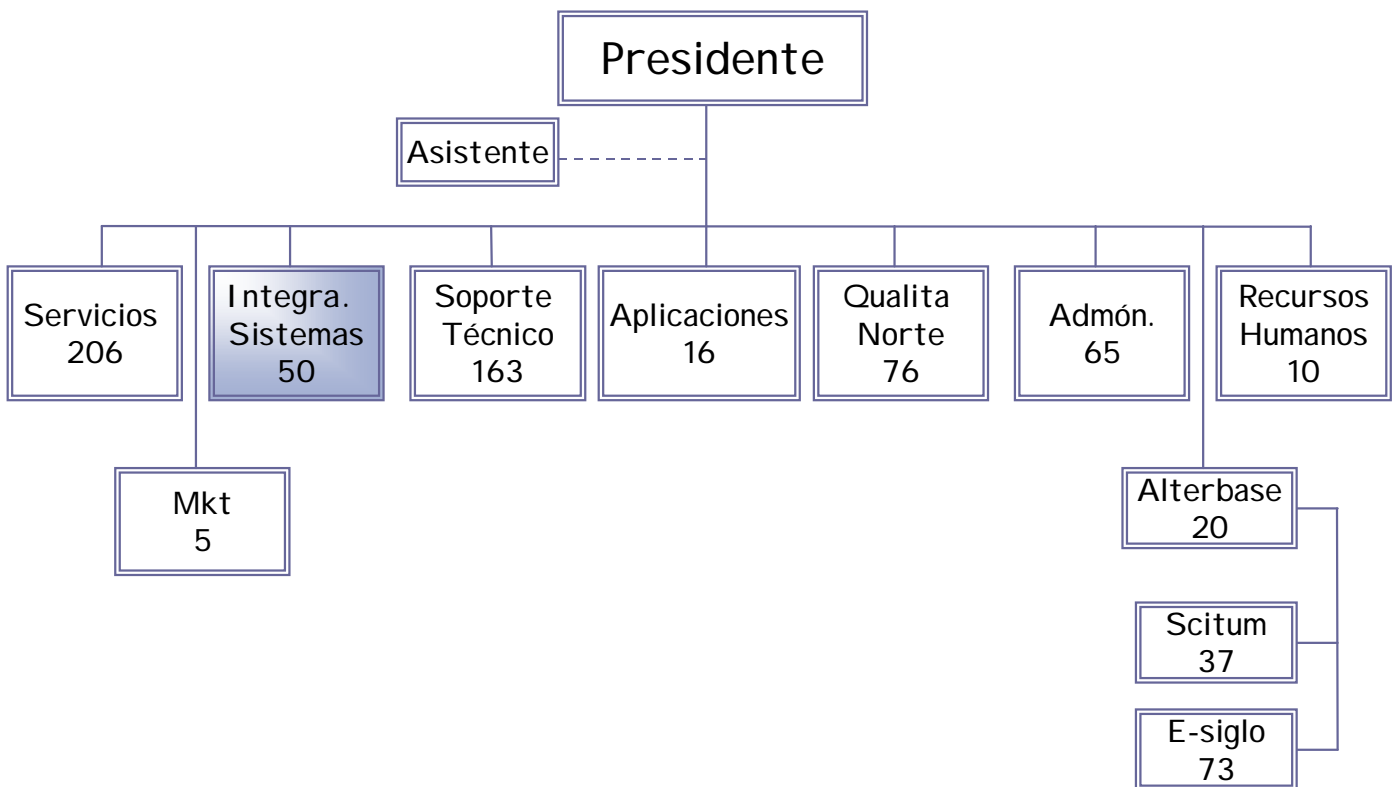 Presidente
Asistente
Servicios
206
Integra.
Sistemas
50
Soporte
Técnico
163
Aplicaciones
16
Qualita
Norte
76
Admón.
65
Recursos
Humanos
10
Mkt
5
Alterbase
20
Scitum
37
E-siglo
73